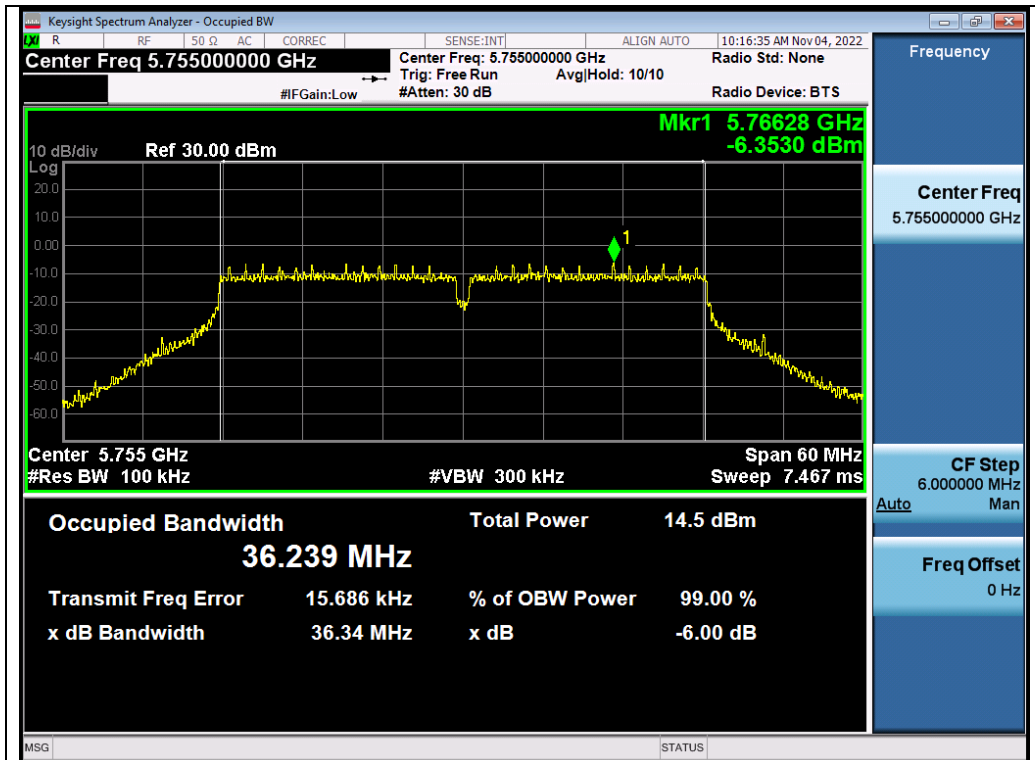 Keysight Spectrum Analyzer - Occupied BW
LXI R RF 50 Ω AC CORREC SENSE:INT ALIGN AUTO 10:16:35 AM Nov 04, 2022
Center Freq 5.755000000 GHz
#IFGain:Low
Center Freq: 5.755000000 GHz
Trig: Free Run Avg|Hold: 10/10
#Atten: 30 dB
Radio Std: None
Radio Device: BTS
Mkr1 5.76628 GHz
-6.3530 dBm
10 dB/div Ref 30.00 dBm
Log
20.0
10.0
0.00
-10.0
-20.0
-30.0
-40.0
-50.0
-60.0
1
Center 5.755 GHz Span 60 MHz
#Res BW 100 kHz #VBW 300 kHz Sweep 7.467 ms
Occupied Bandwidth Total Power 14.5 dBm
36.239 MHz
Transmit Freq Error 15.686 kHz % of OBW Power 99.00 %
x dB Bandwidth 36.34 MHz x dB -6.00 dB
MSG STATUS
Frequency
Center Freq
5.755000000 GHz
CF Step
6.000000 MHz
Auto Man
Freq Offset
0 Hz